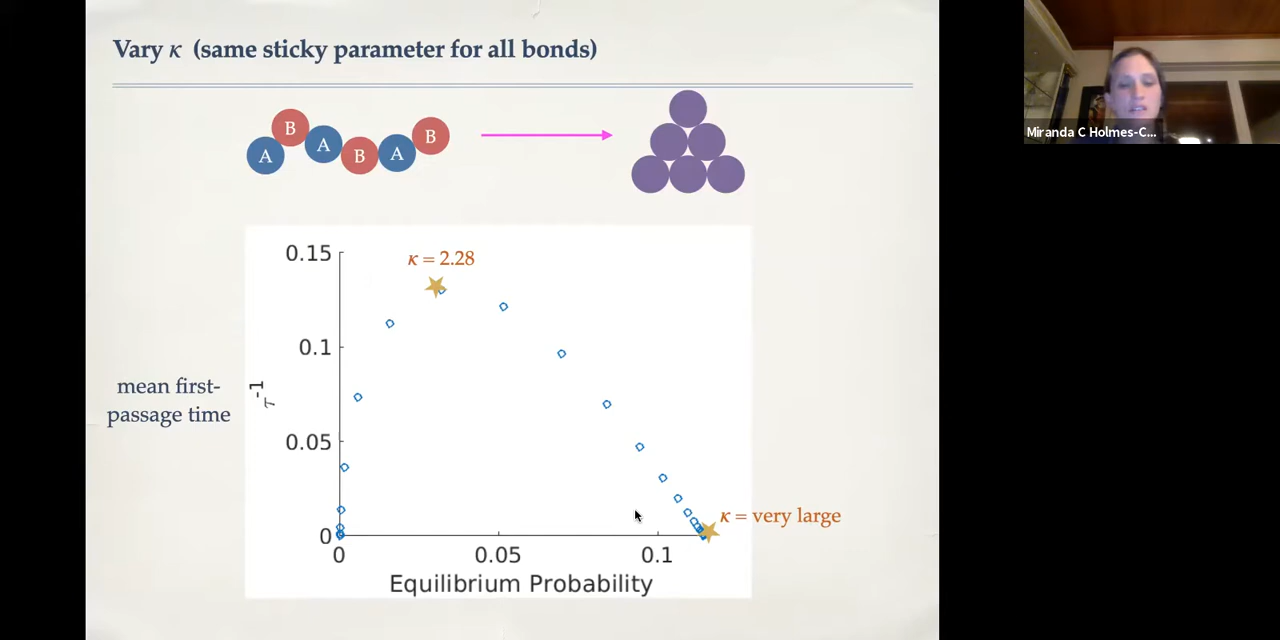 Vary κ (same sticky parameter for all bonds)
A B A B A B
κ = 2.28
0.15
0.1
0.05
0
τ⁻¹
mean first-
passage time
κ = very large
0 0.05 0.1
Equilibrium Probability
Miranda C Holmes-C...